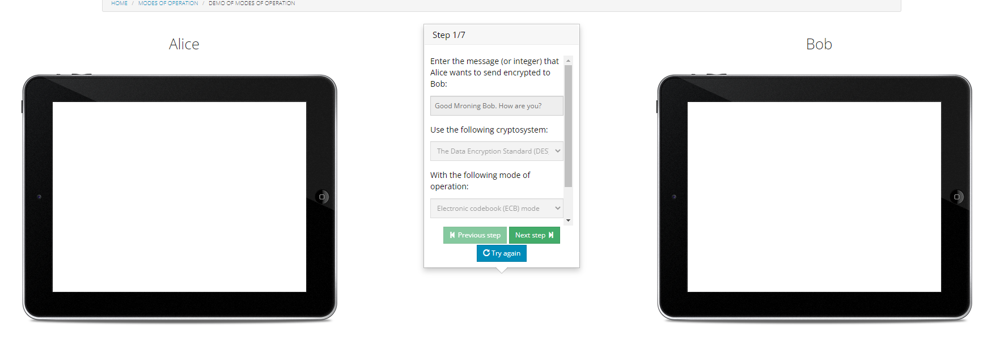 HOME / MODES OF OPERATION / DEMO OF MODES OF OPERATION
Alice
Step 1/7
Bob
Enter the message (or integer) that
Alice wants to send encrypted to
Bob:
Good Mroning Bob. How are you?
Use the following cryptosystem:
The Data Encryption Standard (DES)
With the following mode of
operation:
Electronic codebook (ECB) mode
Previous step
Next step
Try again